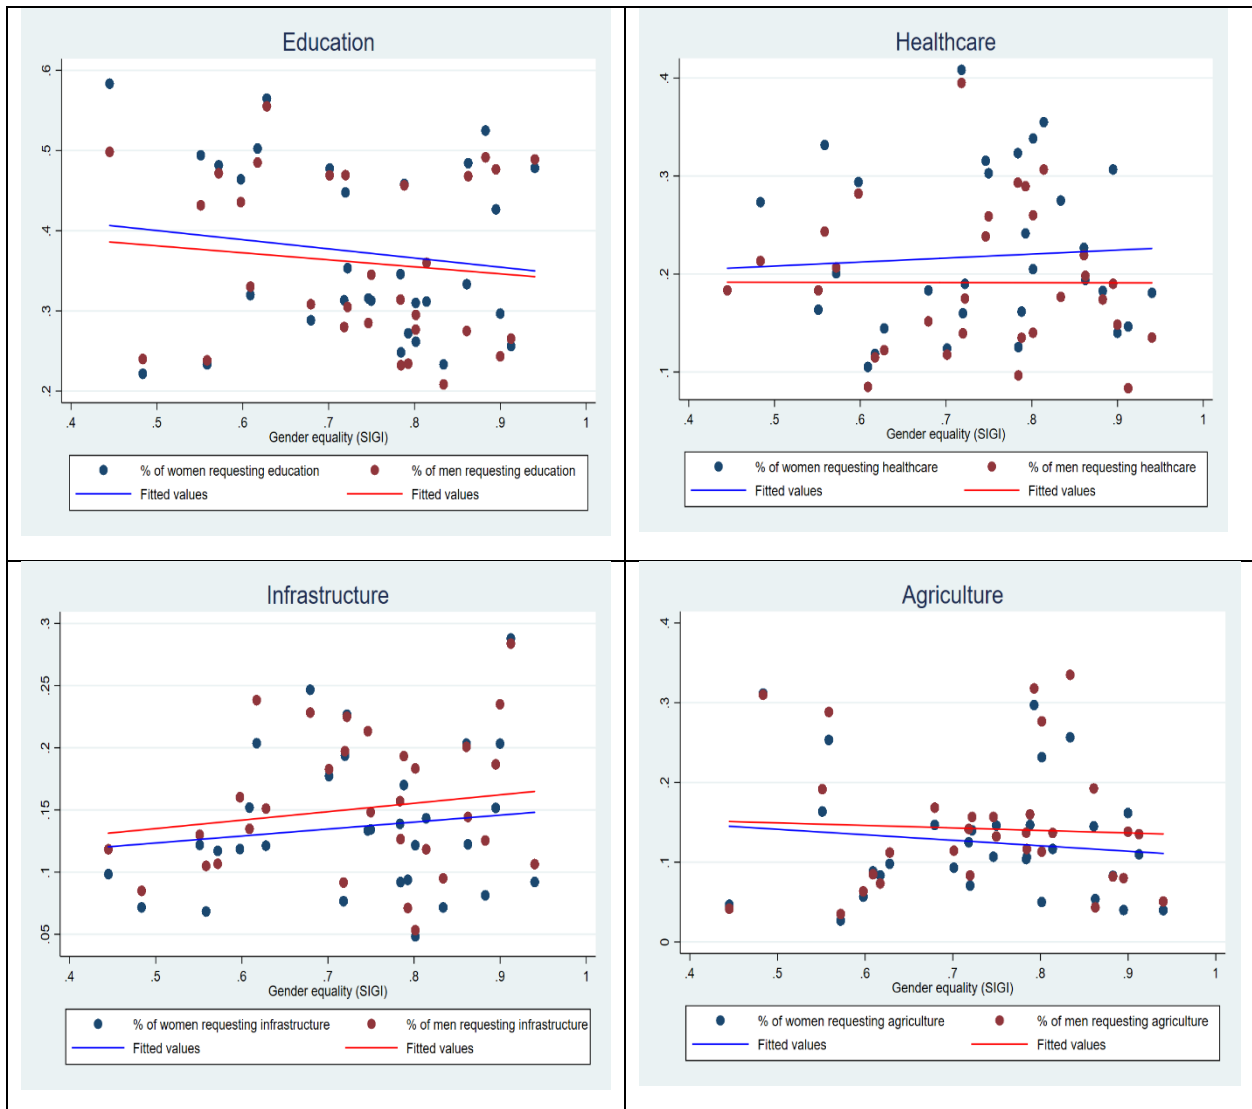 Education
.6
.5
.4
.3
.2
.4 .5 .6 .7 .8 .9 1
Gender equality (SIGI)
% of women requesting education % of men requesting education
Fitted values Fitted values
Healthcare
.4
.3
.2
.1
.4 .5 .6 .7 .8 .9 1
Gender equality (SIGI)
% of women requesting healthcare % of men requesting healthcare
Fitted values Fitted values
Infrastructure
.3
.25
.2
.15
.1
.05
.4 .5 .6 .7 .8 .9 1
Gender equality (SIGI)
% of women requesting infrastructure % of men requesting infrastructure
Fitted values Fitted values
Agriculture
.4
.3
.2
.1
0
.4 .5 .6 .7 .8 .9 1
Gender equality (SIGI)
% of women requesting agriculture % of men requesting agriculture
Fitted values Fitted values